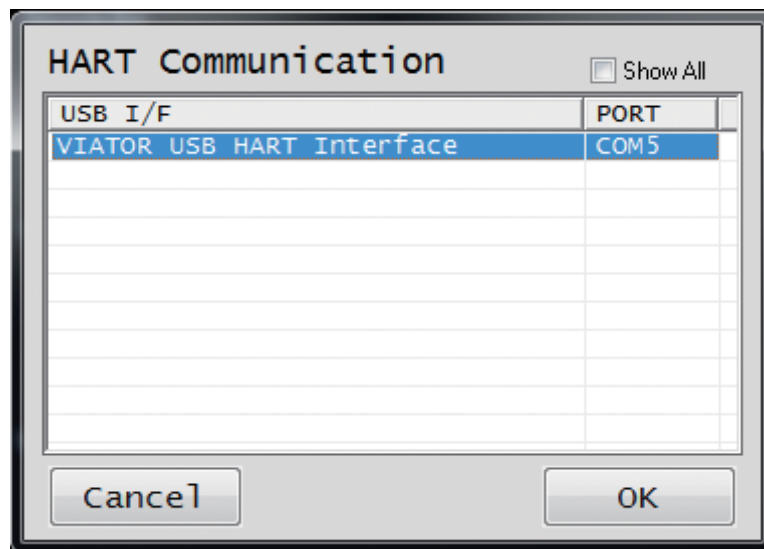 HART Communication
Show All
USB I/F PORT
VIATOR USB HART Interface COM5
Cancel OK